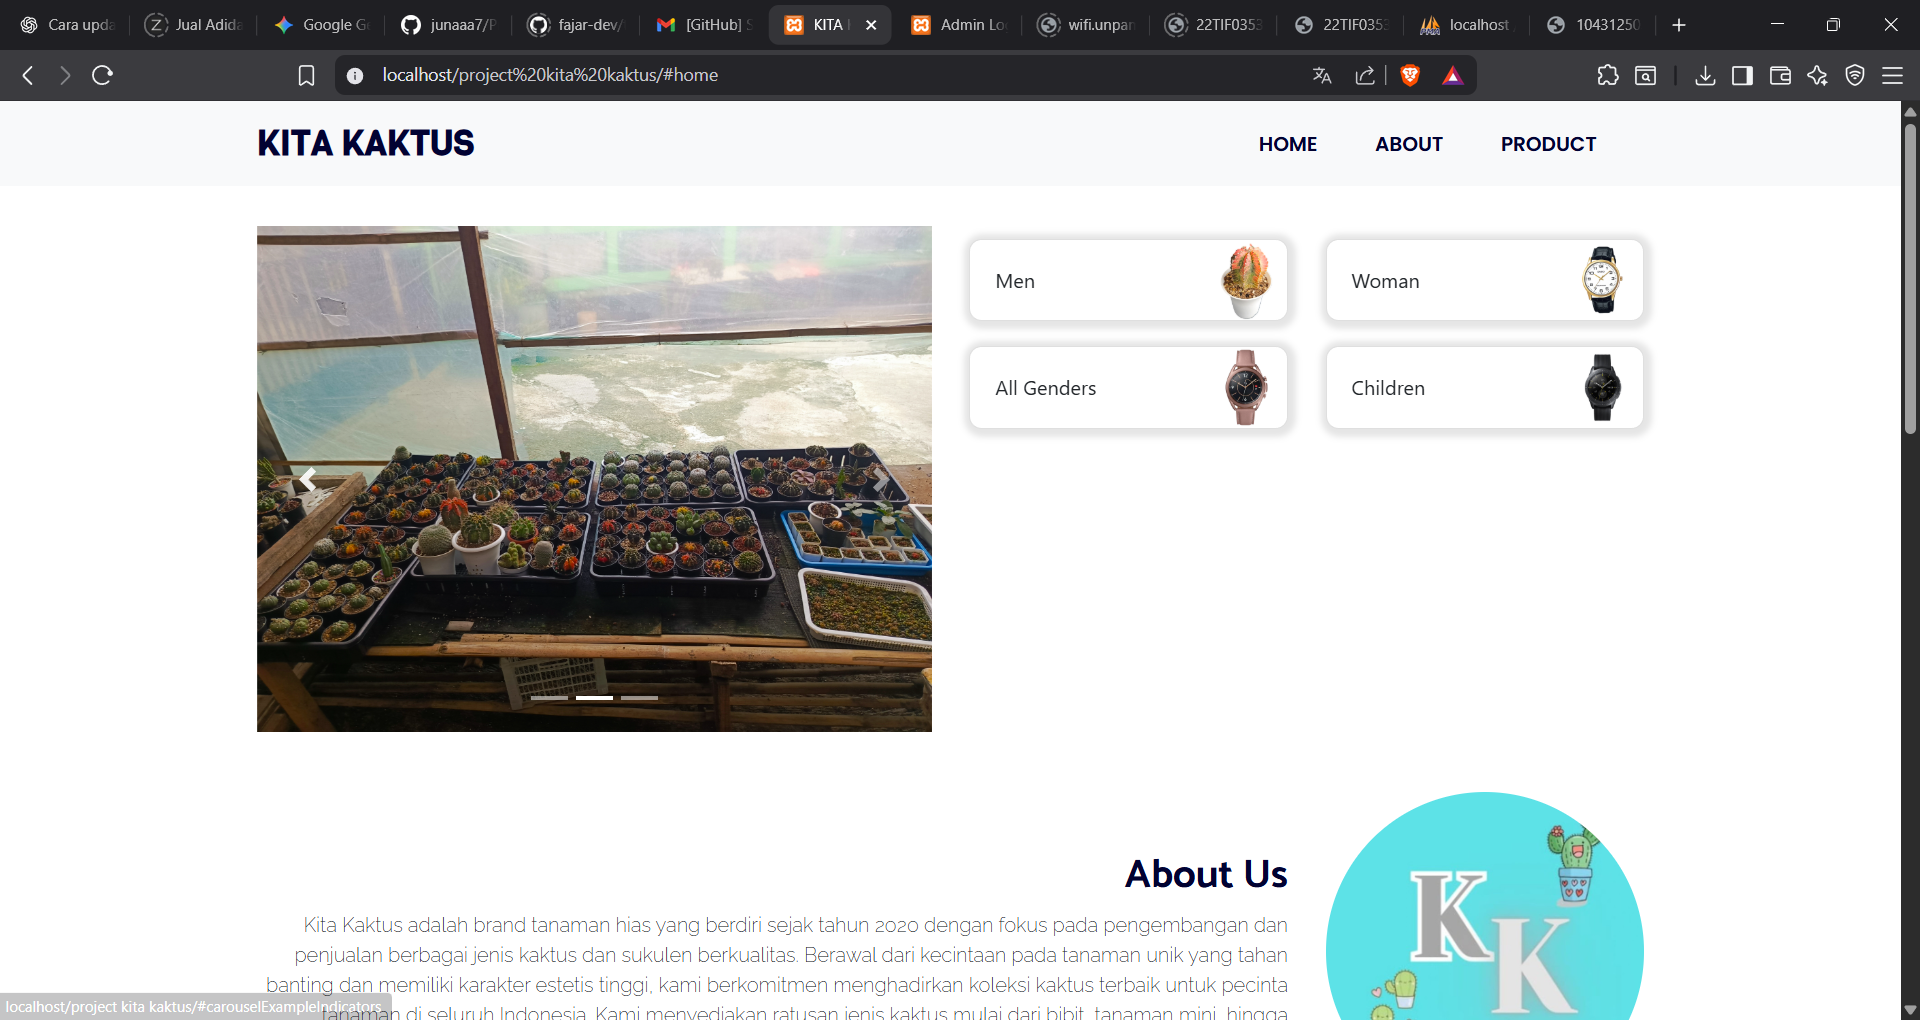 Cara upda
Jual Adida
Google Ge
junaaa7/P
fajar-dev/
[GitHub] S
KITA
Admin Lo
wifi.unpam
22TIF0353
22TIF0353
localhost
10431250
localhost/project%20kita%20kaktus/#home
KITA KAKTUS
HOME ABOUT PRODUCT
Men
Woman
All Genders
Children
About Us
Kita Kaktus adalah brand tanaman hias yang berdiri sejak tahun 2020 dengan fokus pada pengembangan dan
penjualan berbagai jenis kaktus dan sukulen berkualitas. Berawal dari kecintaan pada tanaman unik yang tahan
banting dan memiliki karakter estetis tinggi, kami berkomitmen menghadirkan koleksi kaktus terbaik untuk pecinta
tanaman di seluruh Indonesia. Kami menyediakan ratusan jenis kaktus mulai dari bibit, tanaman mini, hingga
K
K
localhost/project kita kaktus/#carouselExampleIndicators